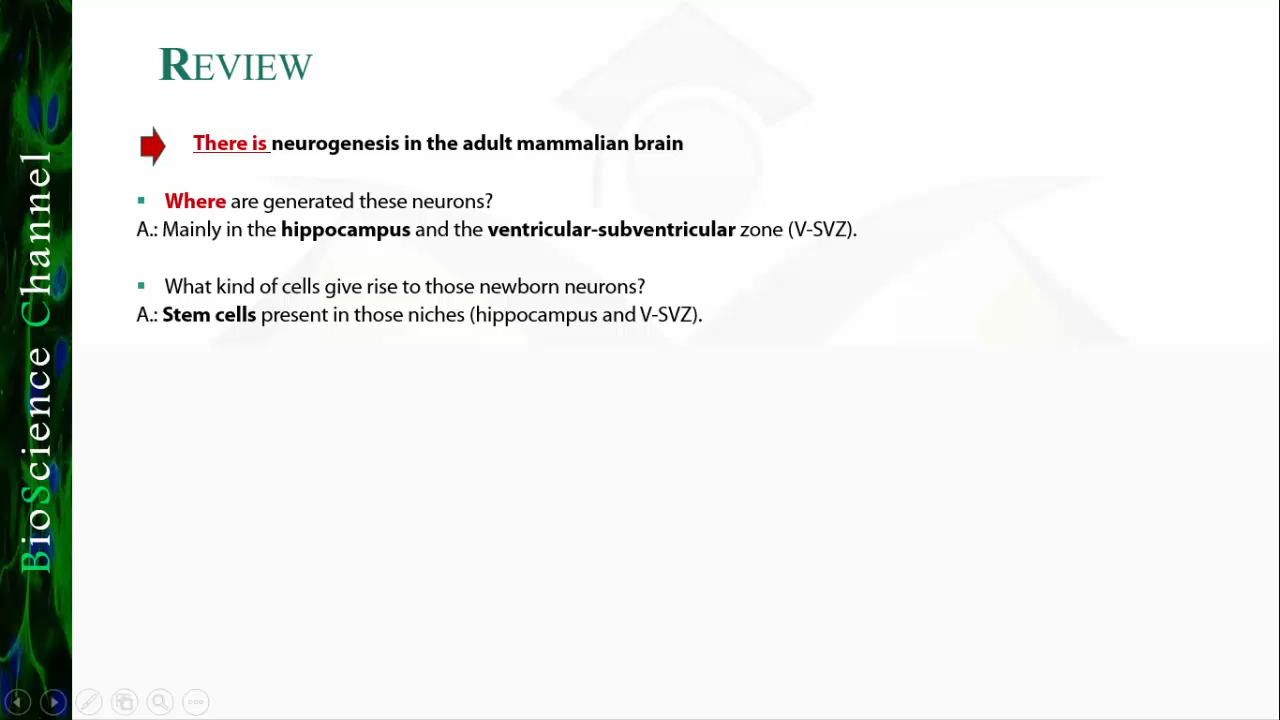 REVIEW
There is neurogenesis in the adult mammalian brain
Where are generated these neurons?
A.: Mainly in the hippocampus and the ventricular-subventricular zone (V-SVZ).
What kind of cells give rise to those newborn neurons?
A.: Stem cells present in those niches (hippocampus and V-SVZ).
BioScience Channel